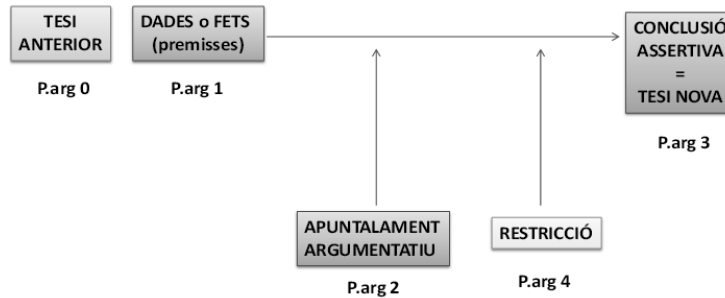 TESI
ANTERIOR
P.arg 0
DADES o FETS
(premisses)
P.arg 1
CONCLUSIÓ
ASSERTIVA
=
TESI NOVA
P.arg 3
APUNTALAMENT
ARGUMENTATIU
P.arg 2
RESTRICCIÓ
P.arg 4